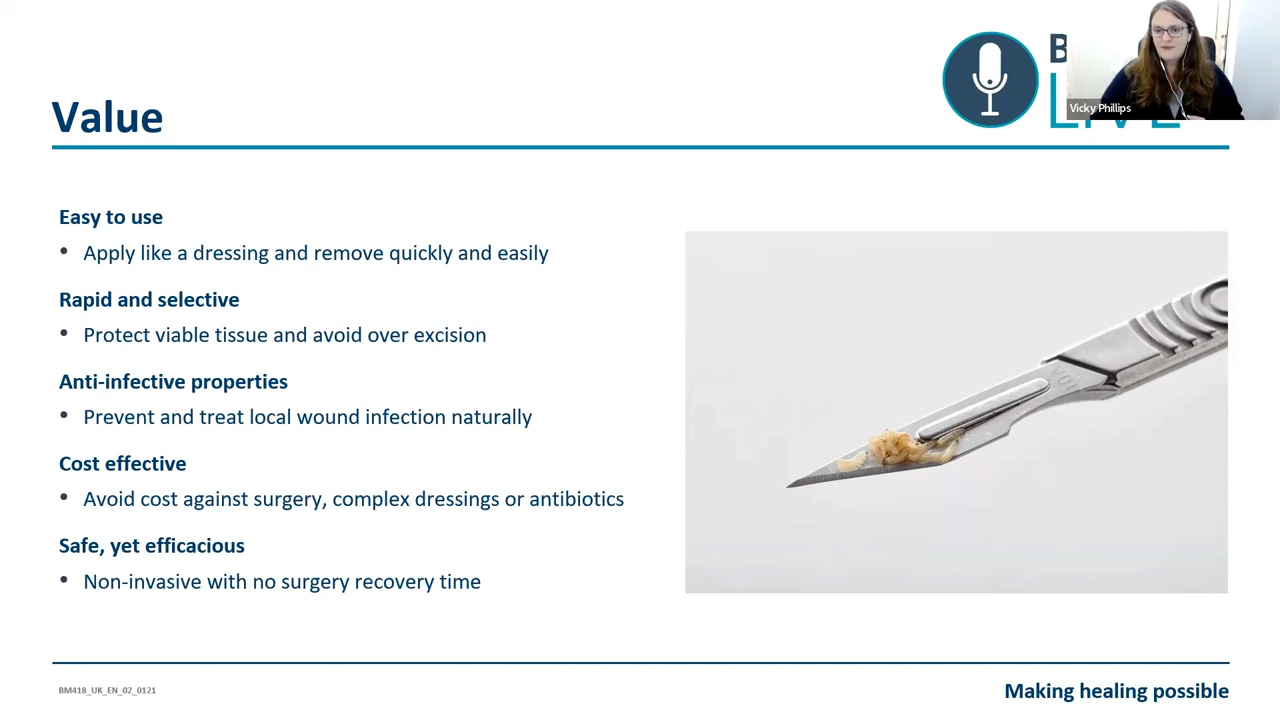 B
LIVE
Vicky Phillips
Value
Easy to use
• Apply like a dressing and remove quickly and easily
Rapid and selective
• Protect viable tissue and avoid over excision
Anti-infective properties
• Prevent and treat local wound infection naturally
Cost effective
• Avoid cost against surgery, complex dressings or antibiotics
Safe, yet efficacious
• Non-invasive with no surgery recovery time
BM418_UK_EN_02_0121
Making healing possible